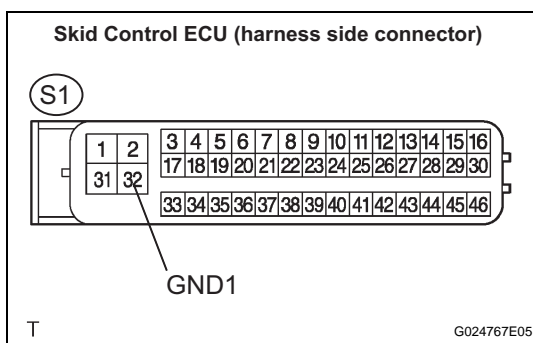 Skid Control ECU (harness side connector)
S1
1 2 3 4 5 6 7 8 9 10 11 12 13 14 15 16
17 18 19 20 21 22 23 24 25 26 27 28 29 30
31 32
33 34 35 36 37 38 39 40 41 42 43 44 45 46
GND1
T G024767E05